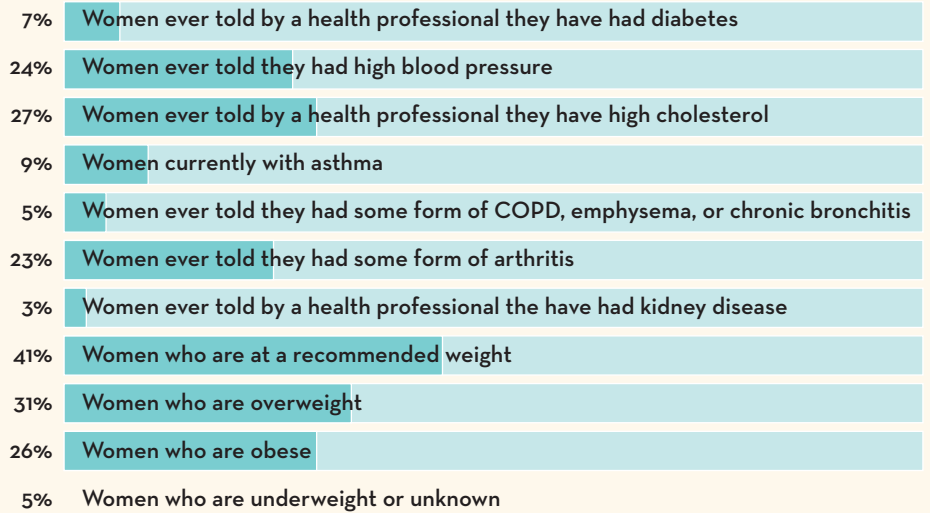 7% Women ever told by a health professional they have had diabetes
24% Women ever told they had high blood pressure
27% Women ever told by a health professional they have high cholesterol
9% Women currently with asthma
5% Women ever told they had some form of COPD, emphysema, or chronic bronchitis
23% Women ever told they had some form of arthritis
3% Women ever told by a health professional the have had kidney disease
41% Women who are at a recommended weight
31% Women who are overweight
26% Women who are obese
5% Women who are underweight or unknown